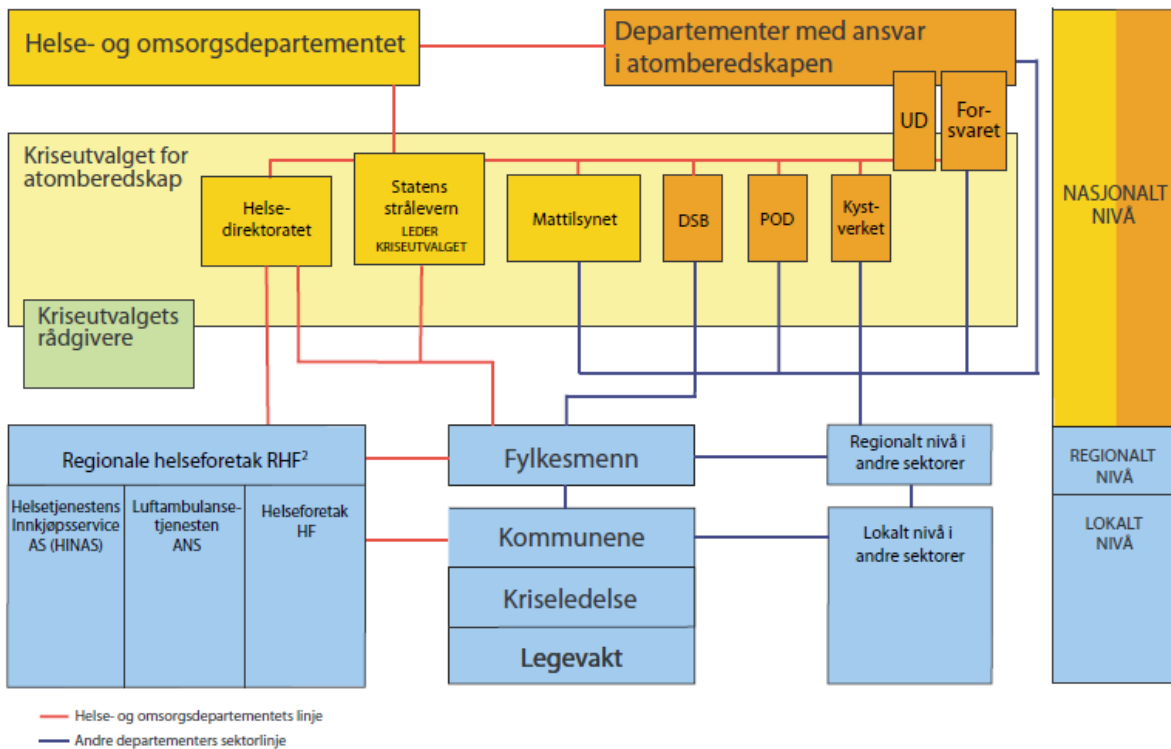 Helse- og omsorgsdepartementet
Departementer med ansvar
i atomberedskapen
UD
For-
svaret
Kriseutvalget for
atomberedskap
Helse-
direktoratet
Statens
strålevern
LEDER
KRISEUTVALGET
Mattilsynet
DSB
POD
Kyst-
verket
NASJONALT
NIVÅ
Kriseutvalgets
rådgivere
Regionale helseforetak RHF²
Fylkesmenn
Regionalt nivå i
andre sektorer
REGIONALT
NIVÅ
Helsetjenestens
Innkjøpsservice
AS (HINAS)
Luftambulanse-
tjenesten
ANS
Helseforetak
HF
Kommunene
Kriseledelse
Legevakt
Lokalt nivå i
andre sektorer
LOKALT
NIVÅ
Helse- og omsorgsdepartementets linje
Andre departementers sektorlinje